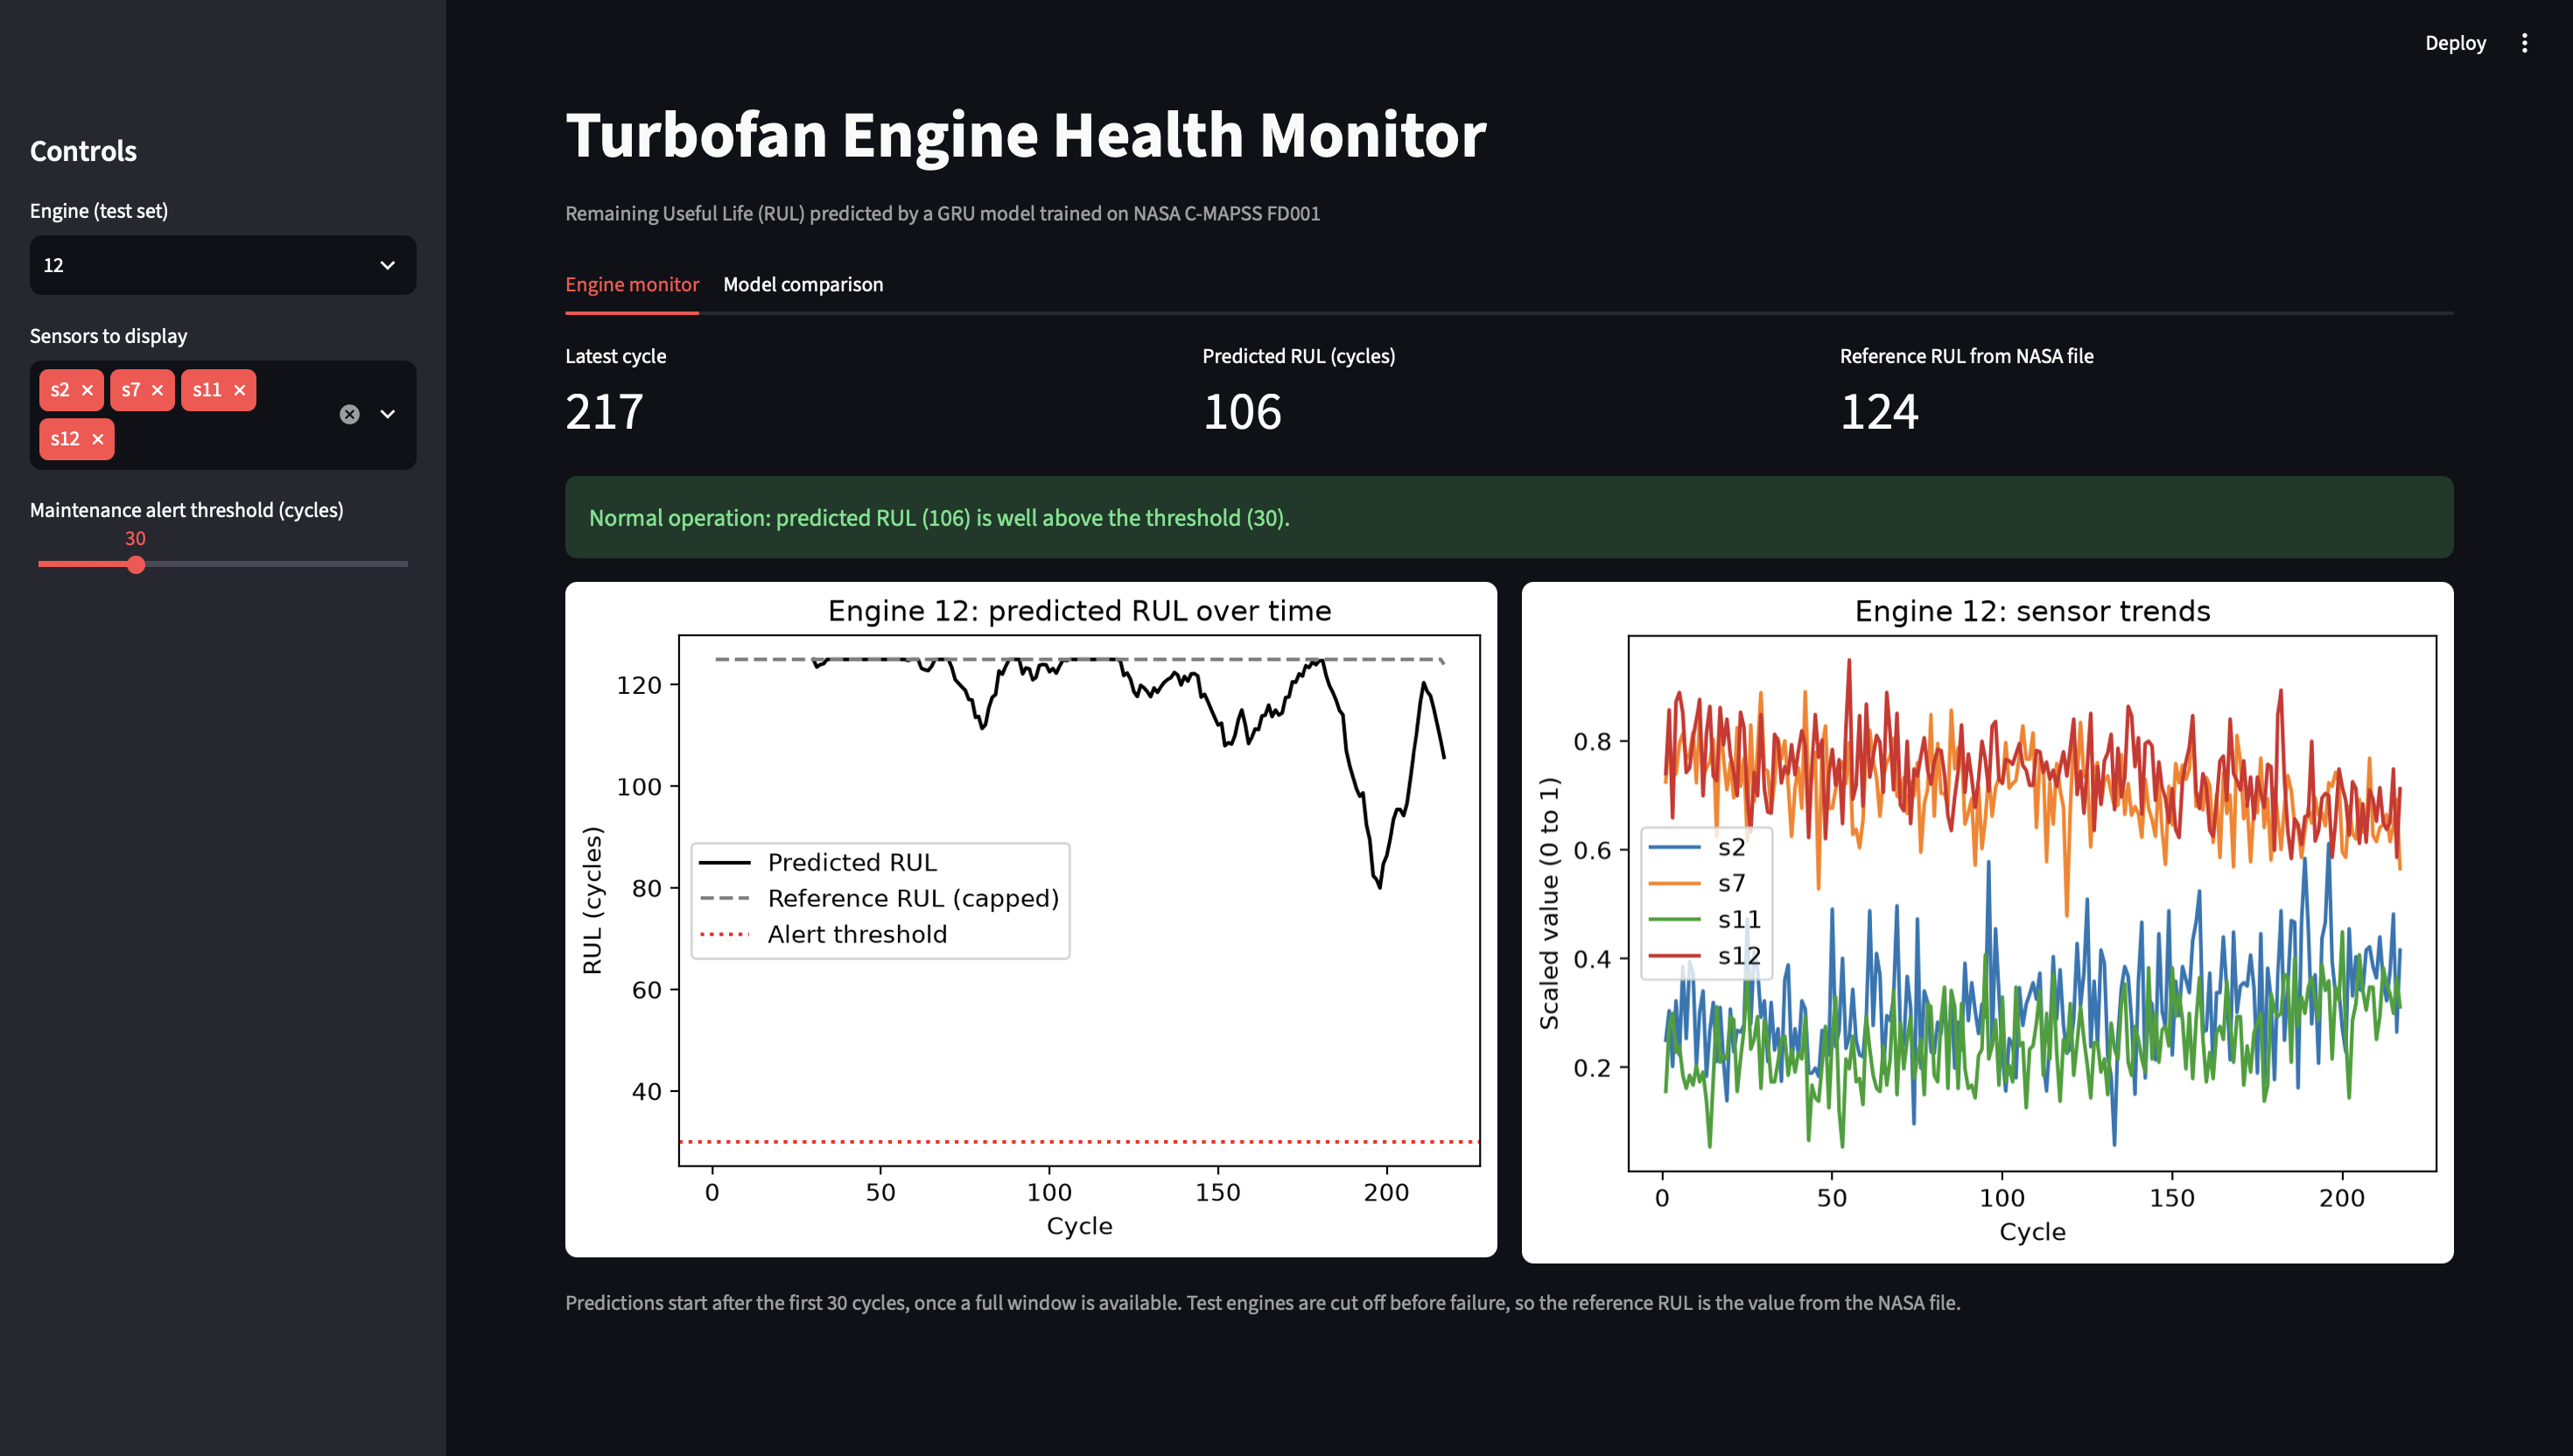 Deploy
Controls
Engine (test set)
12
Sensors to display
s2
s7
s11
s12
Maintenance alert threshold (cycles)
30
Turbofan Engine Health Monitor
Remaining Useful Life (RUL) predicted by a GRU model trained on NASA C-MAPSS FD001
Engine monitor
Model comparison
Latest cycle
217
Predicted RUL (cycles)
106
Reference RUL from NASA file
124
Normal operation: predicted RUL (106) is well above the threshold (30).
Engine 12: predicted RUL over time
RUL (cycles)
120
100
80
60
40
Predicted RUL
Reference RUL (capped)
Alert threshold
0
50
100
150
200
Cycle
Engine 12: sensor trends
Scaled value (0 to 1)
0.8
0.6
0.4
0.2
s2
s7
s11
s12
0
50
100
150
200
Cycle
Predictions start after the first 30 cycles, once a full window is available. Test engines are cut off before failure, so the reference RUL is the value from the NASA file.